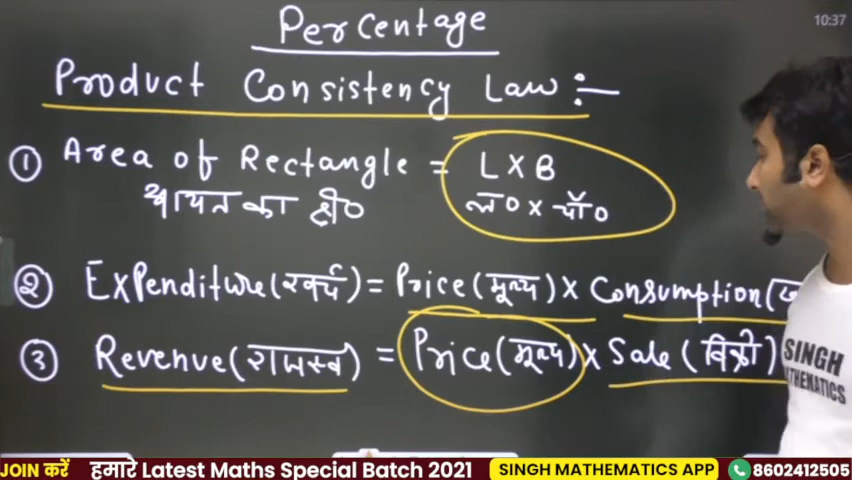 10:37
Percentage
Product Consistency Law :-
① Area of Rectangle = L X B
आयत का क्षे० ल० X चौ०
② Expenditure (खर्च) = Price (मूल्य) X Consumption (
③ Revenue (राजस्व) = Price (मूल्य) X Sale (बिक्री)
SINGH
MATHEMATICS
JOIN करें हमारे Latest Maths Special Batch 2021 SINGH MATHEMATICS APP 8602412505